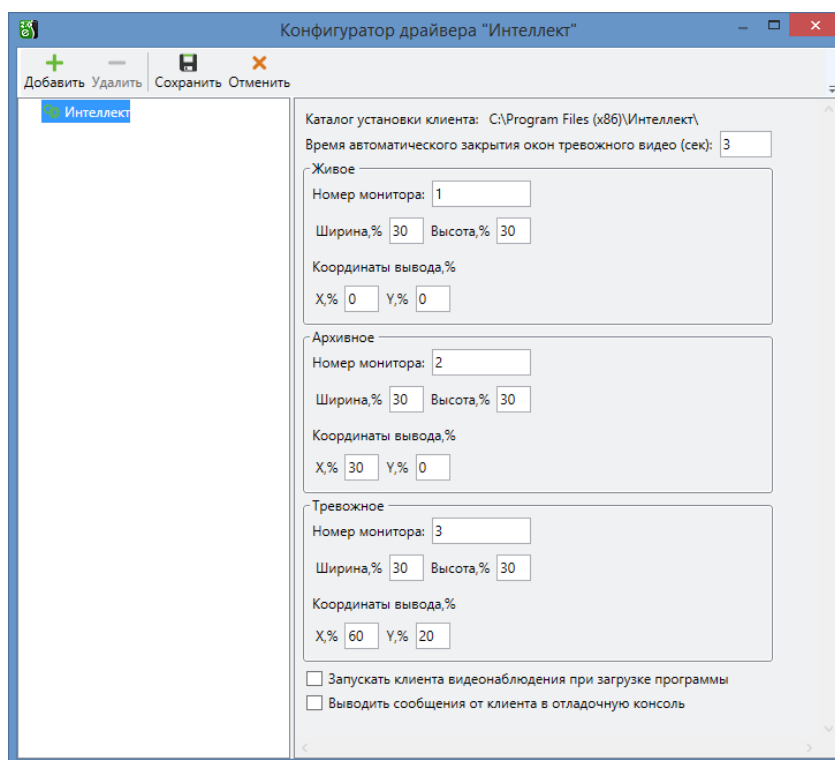 Конфигуратор драйвера "Интеллект"
Добавить Удалить Сохранить Отменить
Интеллект
Каталог установки клиента: C:\Program Files (x86)\Интеллект\
Время автоматического закрытия окон тревожного видео (сек): 3
Живое
Номер монитора: 1
Ширина,% 30 Высота,% 30
Координаты вывода,%
X,% 0 Y,% 0
Архивное
Номер монитора: 2
Ширина,% 30 Высота,% 30
Координаты вывода,%
X,% 30 Y,% 0
Тревожное
Номер монитора: 3
Ширина,% 30 Высота,% 30
Координаты вывода,%
X,% 60 Y,% 20
Запускать клиента видеонаблюдения при загрузке программы
Выводить сообщения от клиента в отладочную консоль